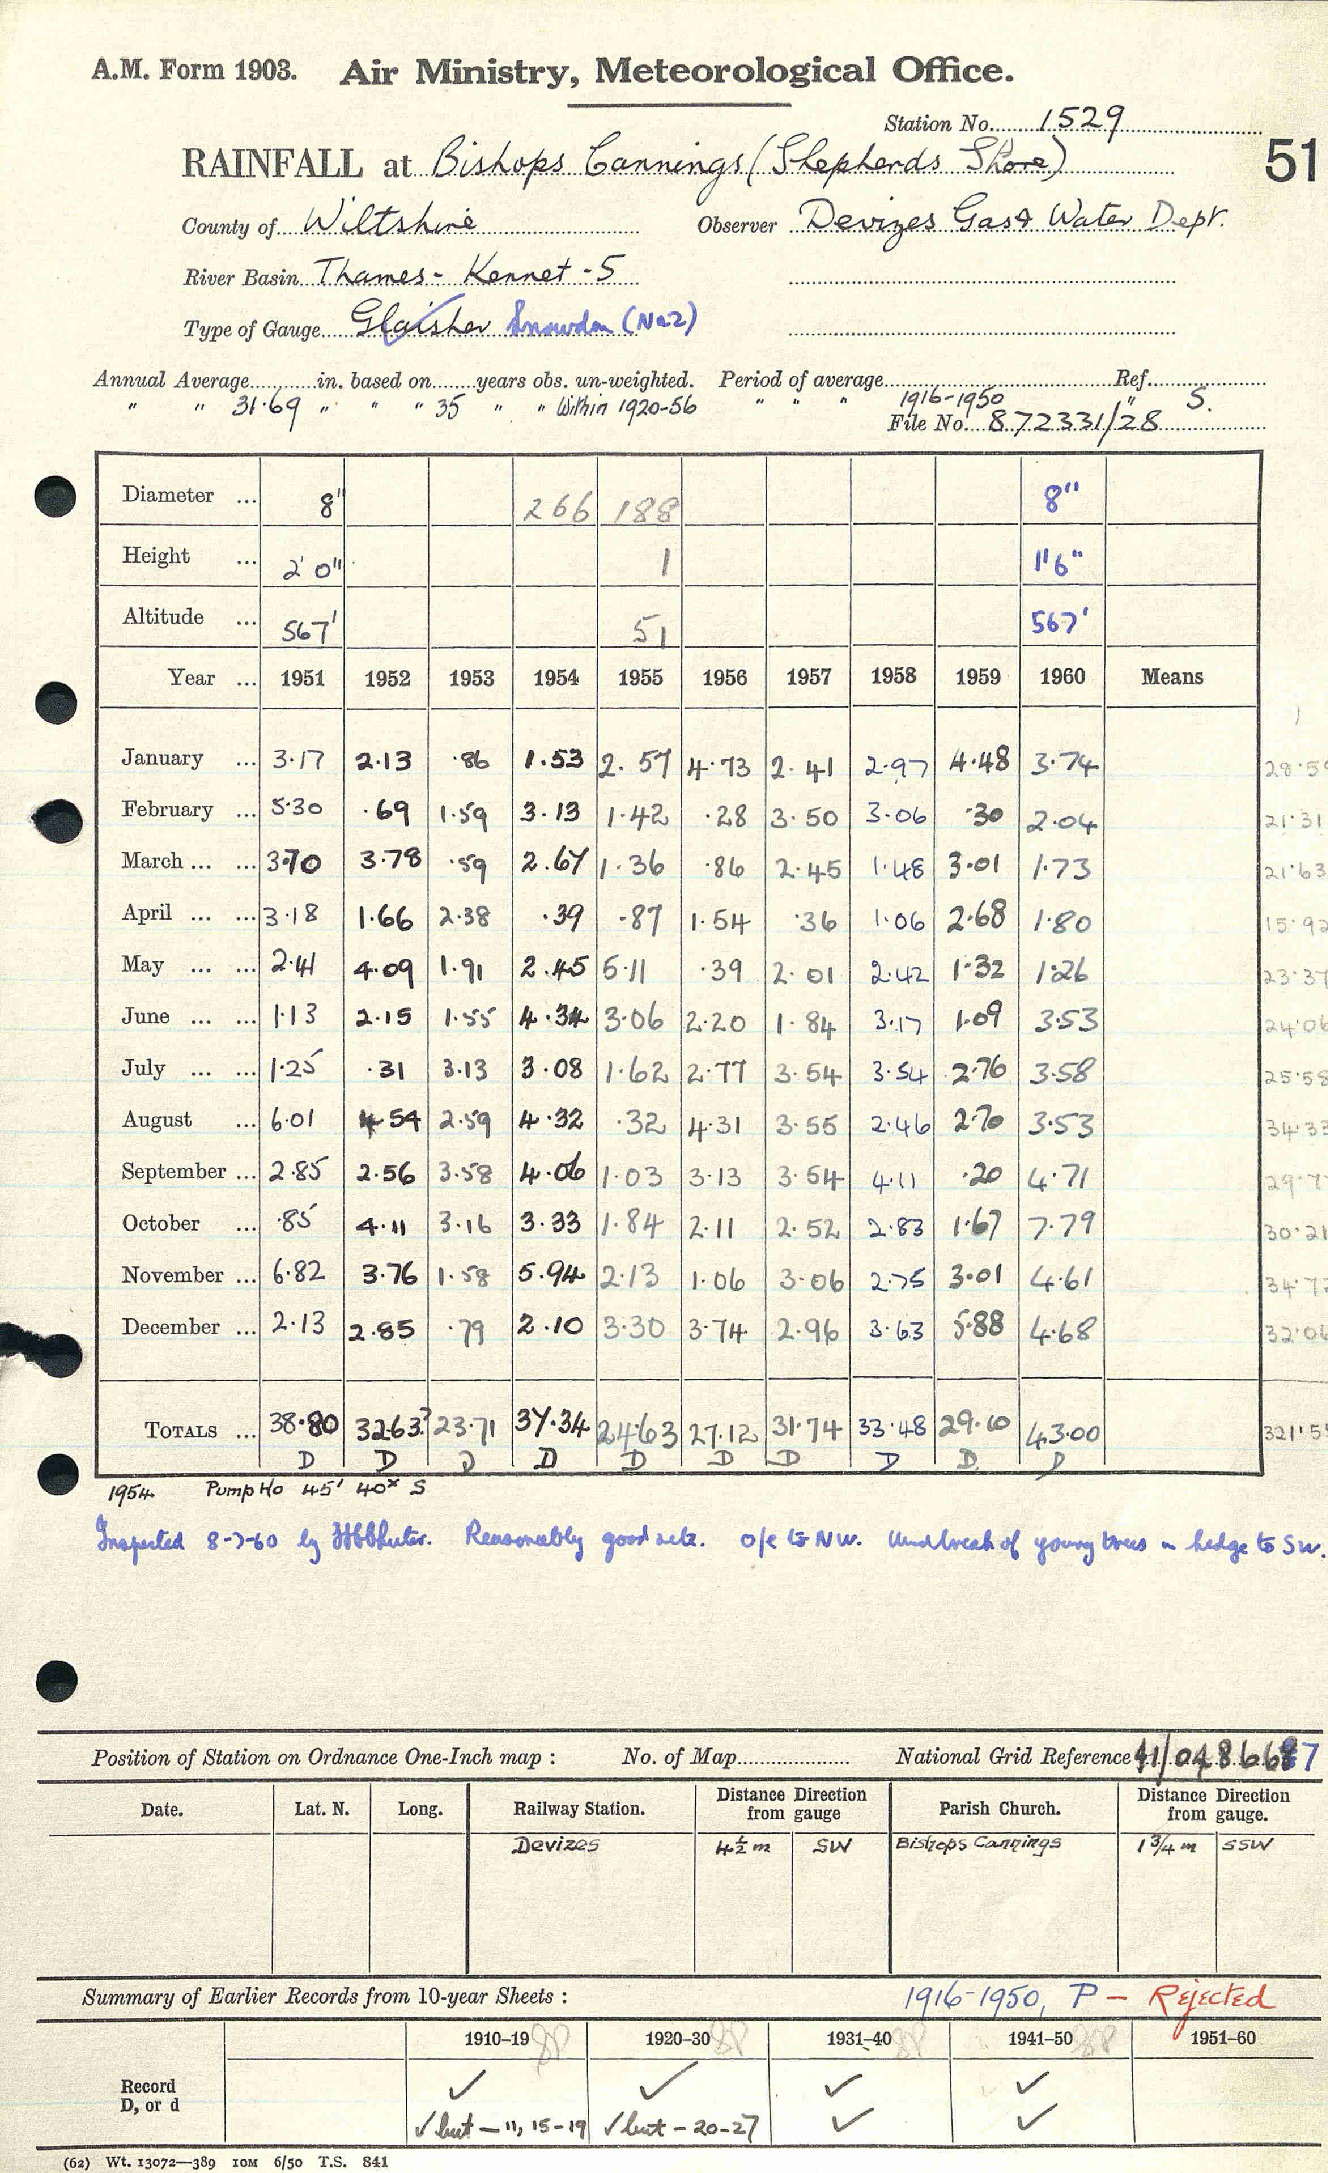 A.M. Form 1903. Air Ministry, Meteorological Office.
Station No. 1529
RAINFALL at Bishops Cannings (Shepherds Shore) 51
County of Wiltshire Observer Devizes Gas & Water Dept.
River Basin Thames - Kennet - 5
Type of Gauge Glaisher Snowdon (No2)
Annual Average in. based on years obs. un-weighted. Period of average Ref.
" " 31.69 " " " 35 " " Within 1920-56 " " " 1916-1950 " S.
File No. 872331/28
Diameter ... 8" 266 188 8"
Height ... 2' 0" 1 1'6"
Altitude ... 567' 51 567'
Year ... 1951 1952 1953 1954 1955 1956 1957 1958 1959 1960 Means
January ... 3.17 2.13 .86 1.53 2.57 4.73 2.41 2.97 4.48 3.74 28.59
February ... 5.30 .69 1.59 3.13 1.42 .28 3.50 3.06 .30 2.04 21.31
March ... ... 3.70 3.78 .59 2.67 1.36 .86 2.45 1.48 3.01 1.73 21.63
April ... ... 3.18 1.66 2.38 .39 .87 1.54 .36 1.06 2.68 1.80 15.92
May ... ... 2.41 4.09 1.91 2.45 5.11 .39 2.01 2.42 1.32 1.26 23.37
June ... ... 1.13 2.15 1.55 4.34 3.06 2.20 1.84 3.17 1.09 3.53 24.06
July ... ... 1.25 .31 3.13 3.08 1.62 2.77 3.54 3.54 2.76 3.58 25.58
August ... 6.01 4.54 2.59 4.32 .32 4.31 3.55 2.46 2.70 3.53 34.33
September ... 2.85 2.56 3.58 4.06 1.03 3.13 3.54 4.11 .20 4.71 29.77
October ... .85 4.11 3.16 3.33 1.84 2.11 2.52 2.83 1.67 7.79 30.21
November ... 6.82 3.76 1.58 5.94 2.13 1.06 3.06 2.75 3.01 4.61 34.72
December ... 2.13 2.85 .79 2.10 3.30 3.74 2.96 3.63 5.88 4.68 32.06
TOTALS ... 38.80 32.63? 23.71 37.34 24.63 27.12 31.74 33.48 29.10 43.00 321.55
D D D D D D D D D D
1954 Pump Ho 45' 40x S
Inspected 8-7-60 by Reasonably good site. o/e to NW. Windbreak of young trees in hedge to SW.
Position of Station on Ordnance One-Inch map : No. of Map National Grid Reference 41/04 8 66 87
Date. Lat. N. Long. Railway Station. Distance Direction from gauge Parish Church. Distance Direction from gauge.
Devizes 4½ m SW Bishops Cannings 1¾ m SSW
Summary of Earlier Records from 10-year Sheets : 1916-1950, P - Rejected
1910-19 88 1920-30 88 1931-40 88 1941-50 88 1951-60
Record ✓ ✓ ✓ ✓
D, or d ✓ but - 11, 15-19 ✓ but - 20-27 ✓ ✓
(62) Wt. 13072—389 10M 6/50 T.S. 841